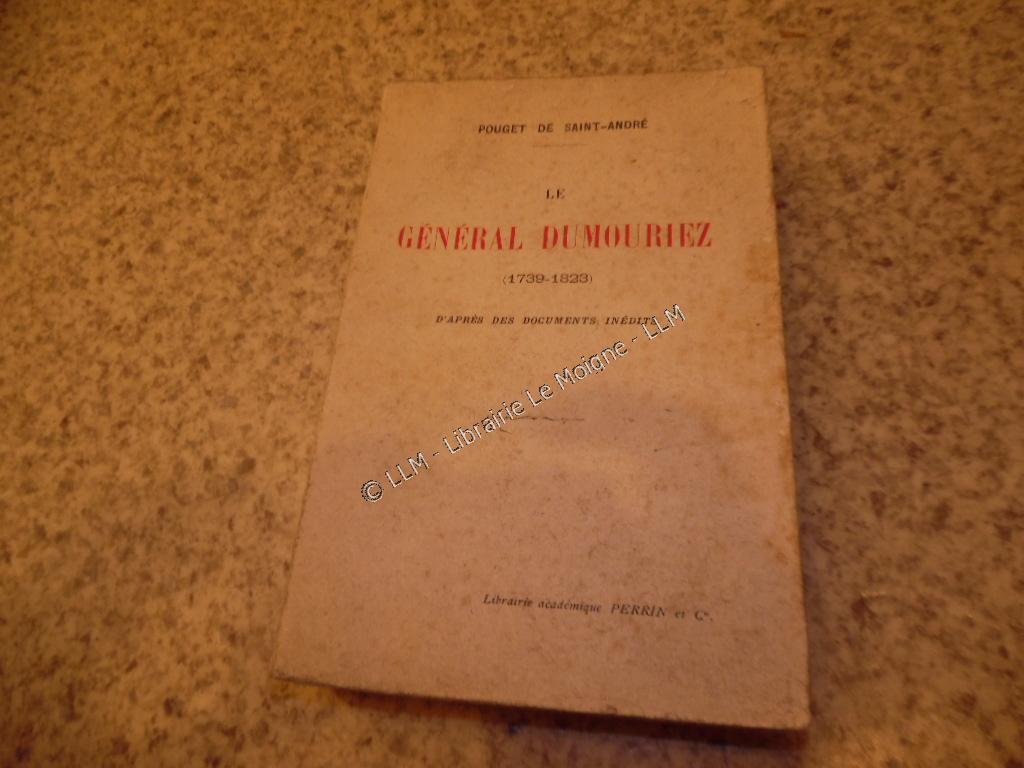 POUGET DE SAINT-ANDRÉ
LE
GÉNÉRAL DUMOURIEZ
(1739-1823)
D'APRÈS DES DOCUMENTS INÉDITS
© LLM - Librairie Le Moigne - LLM
Librairie académique PERRIN et Cie.